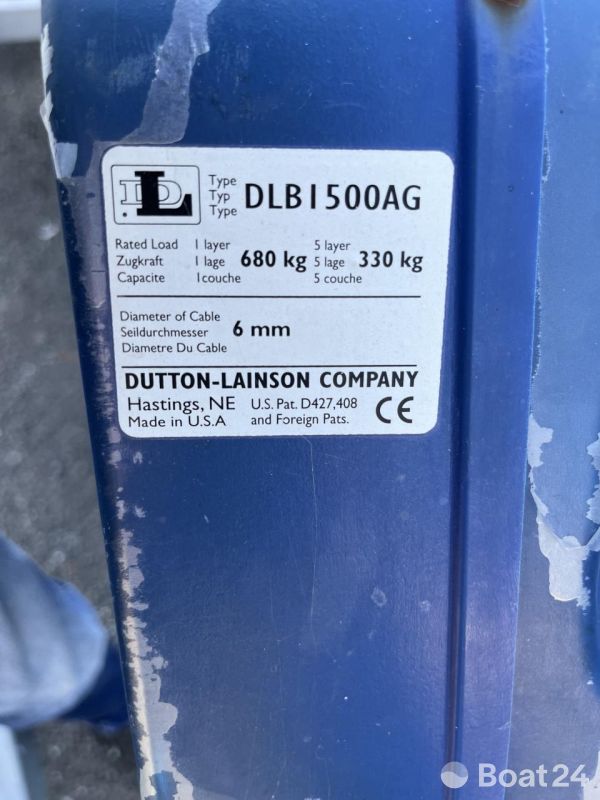 DL
Type
Typ DLB1500AG
Type
Rated Load 1 layer 5 layer
Zugkraft 1 lage 680 kg 5 lage 330 kg
Capacite 1 couche 5 couche
Diameter of Cable
Seildurchmesser 6 mm
Diametre Du Cable
DUTTON-LAINSON COMPANY
Hastings, NE U.S. Pat. D427,408
Made in U.S.A and Foreign Pats. CE
Boat24